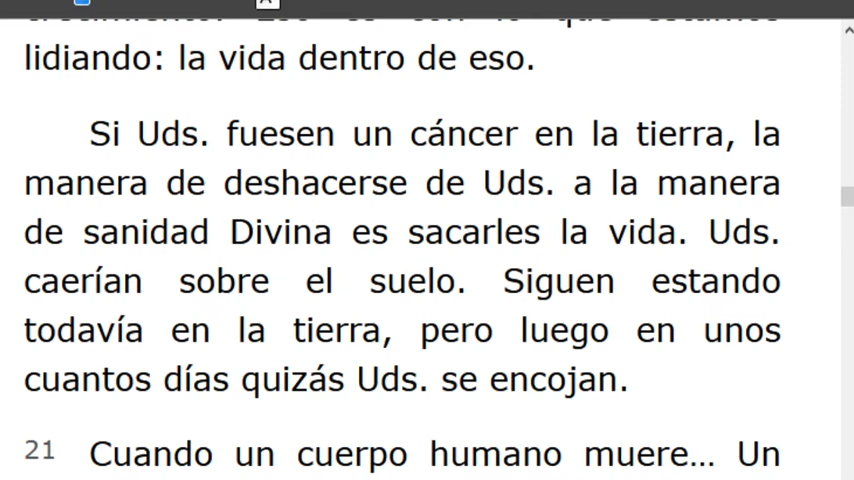 lidiando: la vida dentro de eso.
Si Uds. fuesen un cáncer en la tierra, la
manera de deshacerse de Uds. a la manera
de sanidad Divina es sacarles la vida. Uds.
caerían sobre el suelo. Siguen estando
todavía en la tierra, pero luego en unos
cuantos días quizás Uds. se encojan.
21 Cuando un cuerpo humano muere... Un